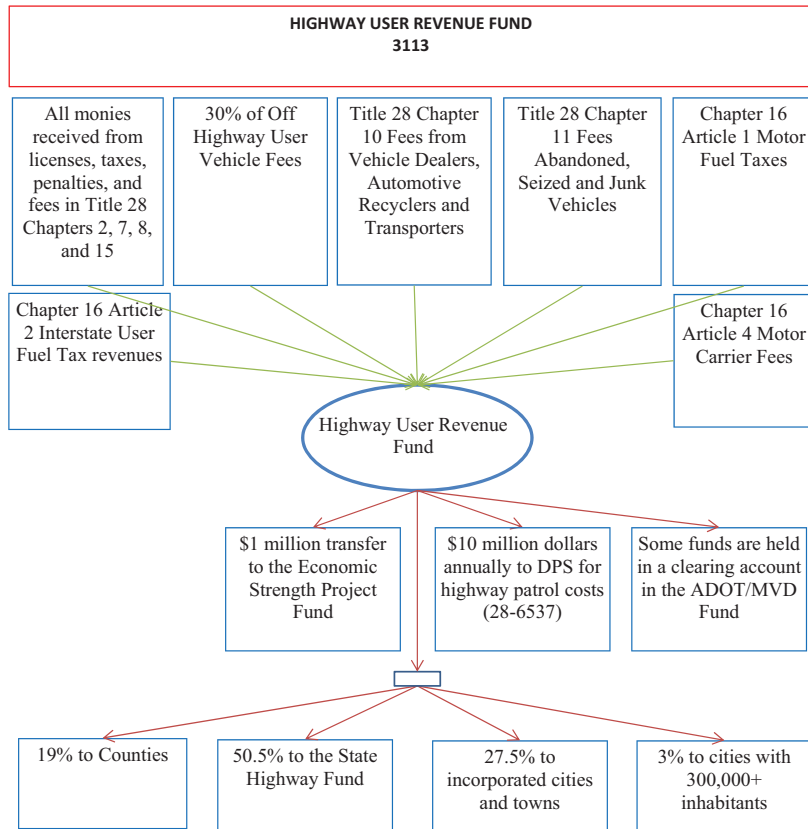 HIGHWAY USER REVENUE FUND
3113
All monies
received from
licenses, taxes,
penalties, and
fees in Title 28
Chapters 2, 7, 8,
and 15
30% of Off
Highway User
Vehicle Fees
Title 28 Chapter
10 Fees from
Vehicle Dealers,
Automotive
Recyclers and
Transporters
Title 28 Chapter
11 Fees
Abandoned,
Seized and Junk
Vehicles
Chapter 16
Article 1 Motor
Fuel Taxes
Chapter 16 Article
2 Interstate User
Fuel Tax revenues
Chapter 16
Article 4 Motor
Carrier Fees
Highway User Revenue
Fund
$1 million transfer
to the Economic
Strength Project
Fund
$10 million dollars
annually to DPS for
highway patrol costs
(28-6537)
Some funds are held
in a clearing account
in the ADOT/MVD
Fund
19% to Counties
50.5% to the State
Highway Fund
27.5% to
incorporated cities
and towns
3% to cities with
300,000+
inhabitants